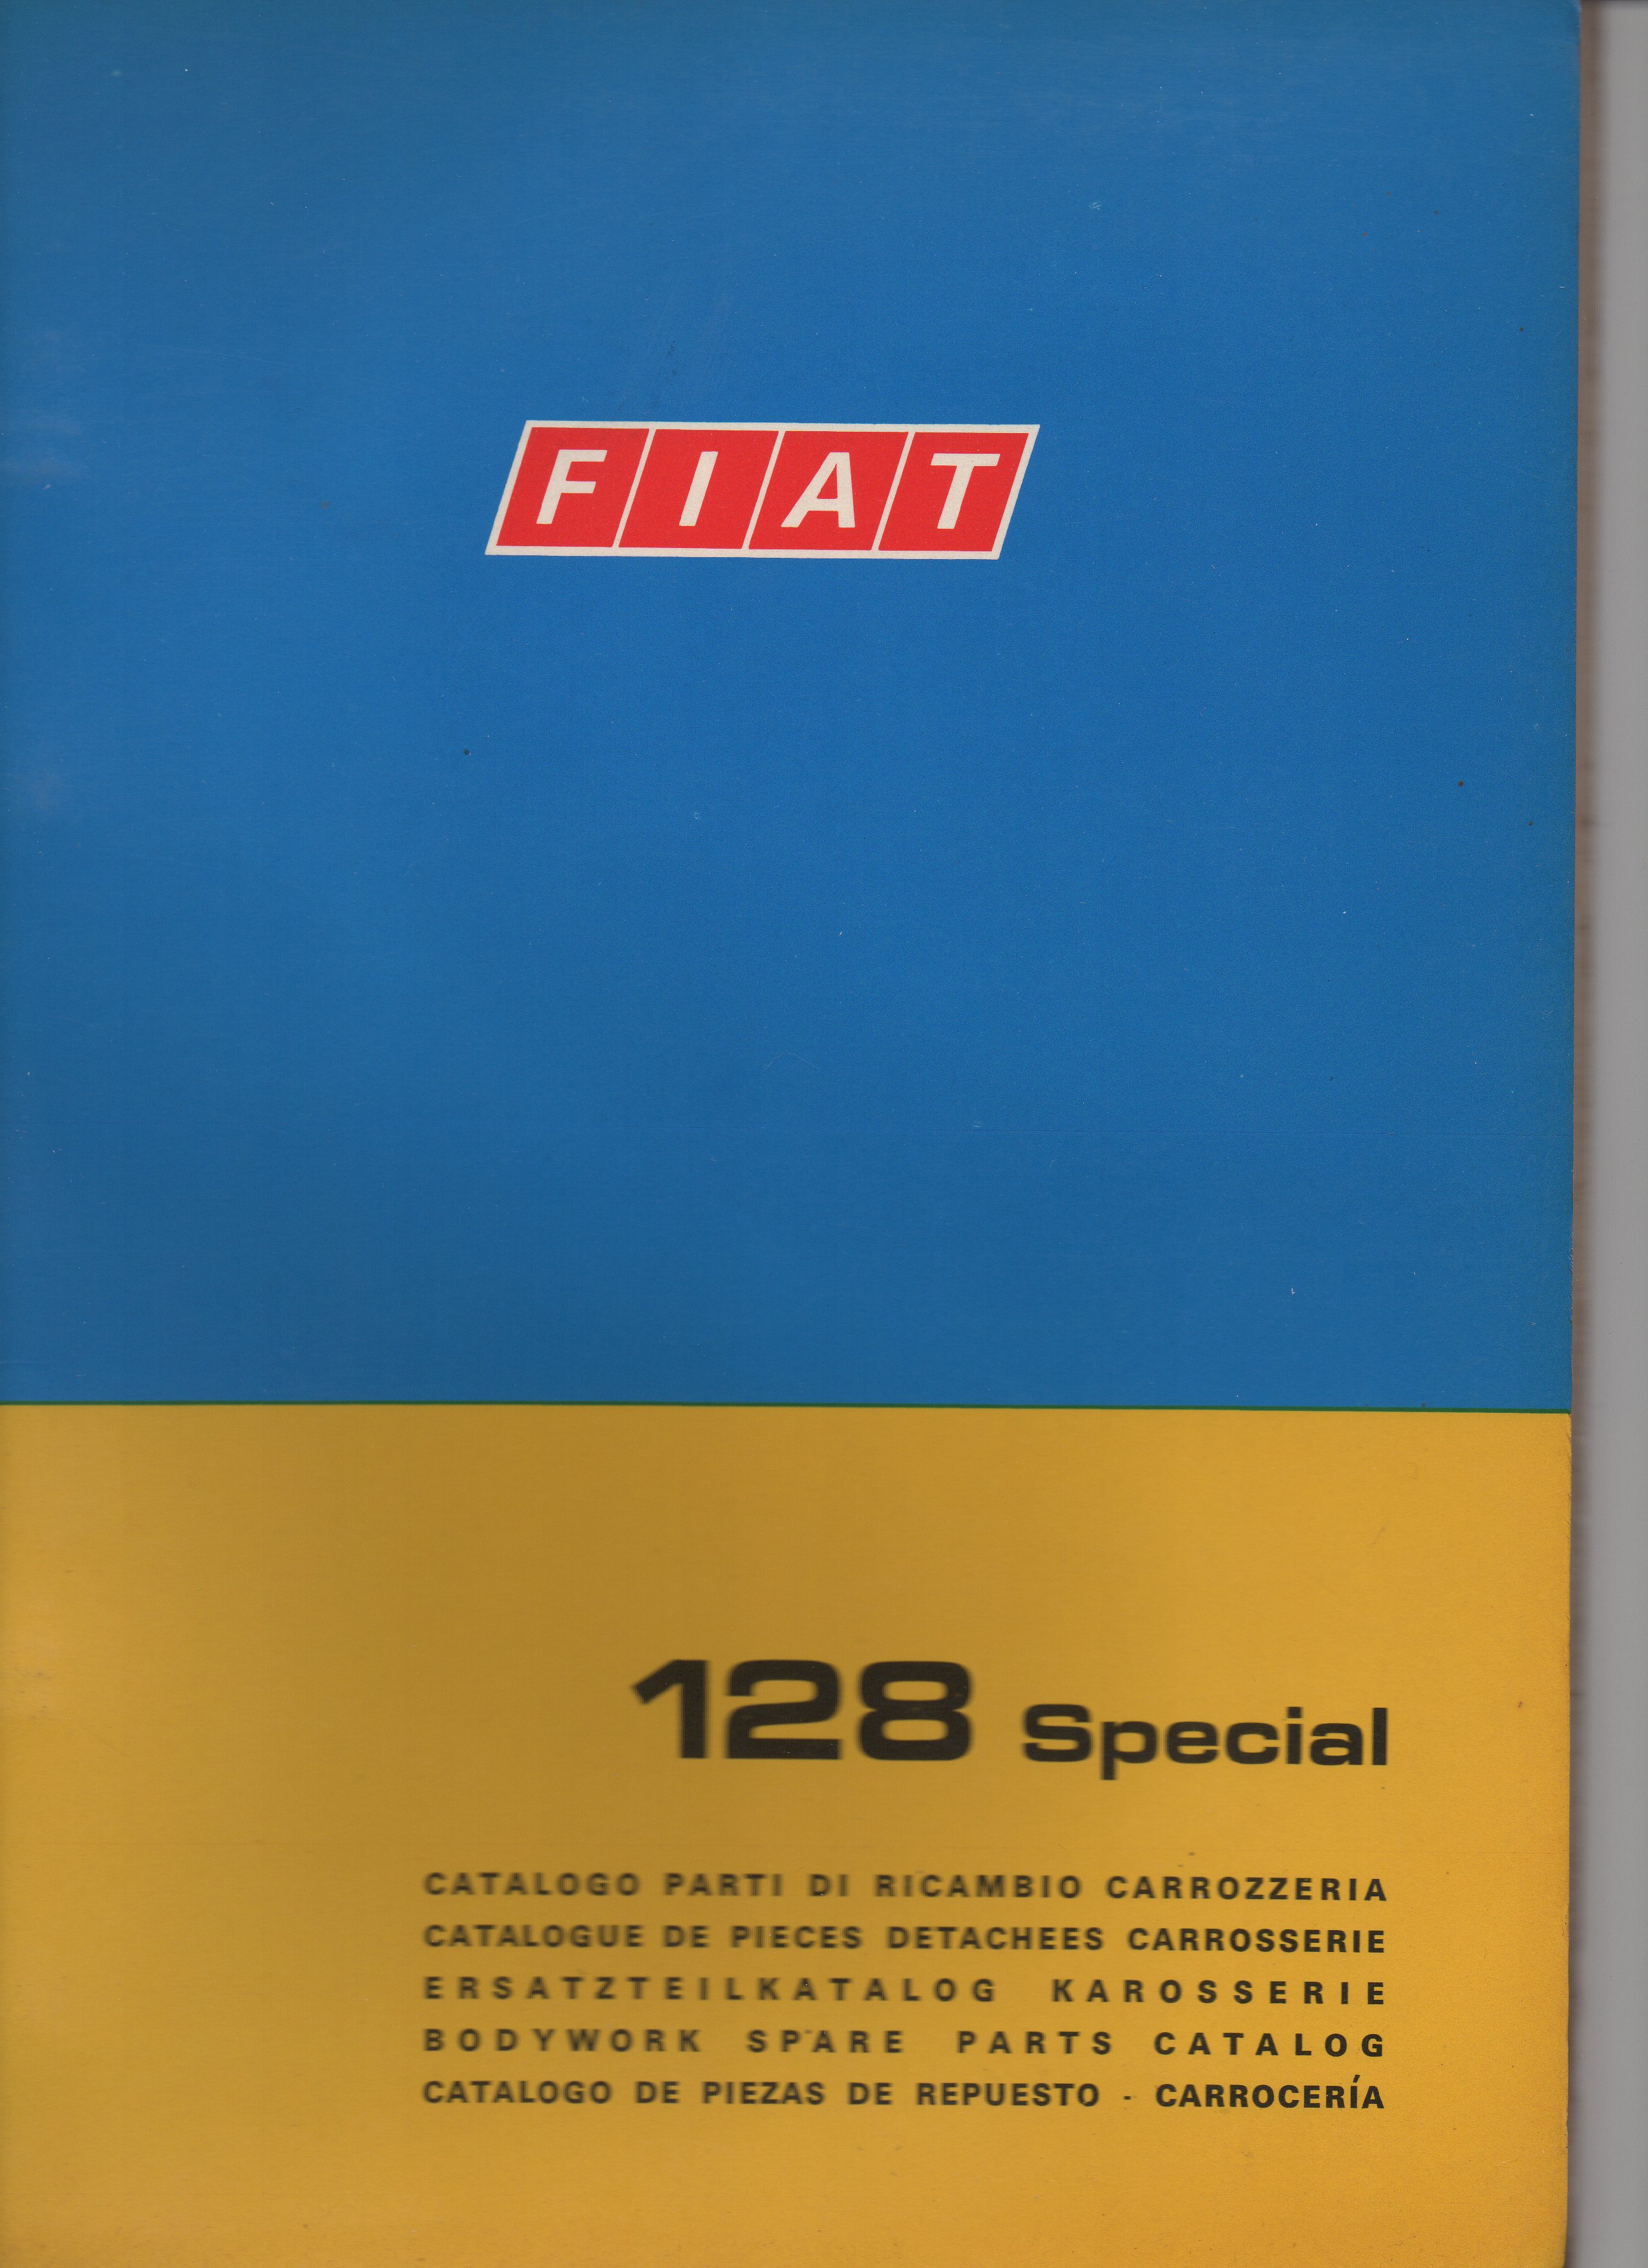 FIAT
128 Special
CATALOGO PARTI DI RICAMBIO CARROZZERIA
CATALOGUE DE PIECES DETACHEES CARROSSERIE
ERSATZTEILKATALOG KAROSSERIE
BODYWORK SPARE PARTS CATALOG
CATALOGO DE PIEZAS DE REPUESTO - CARROCERÍA